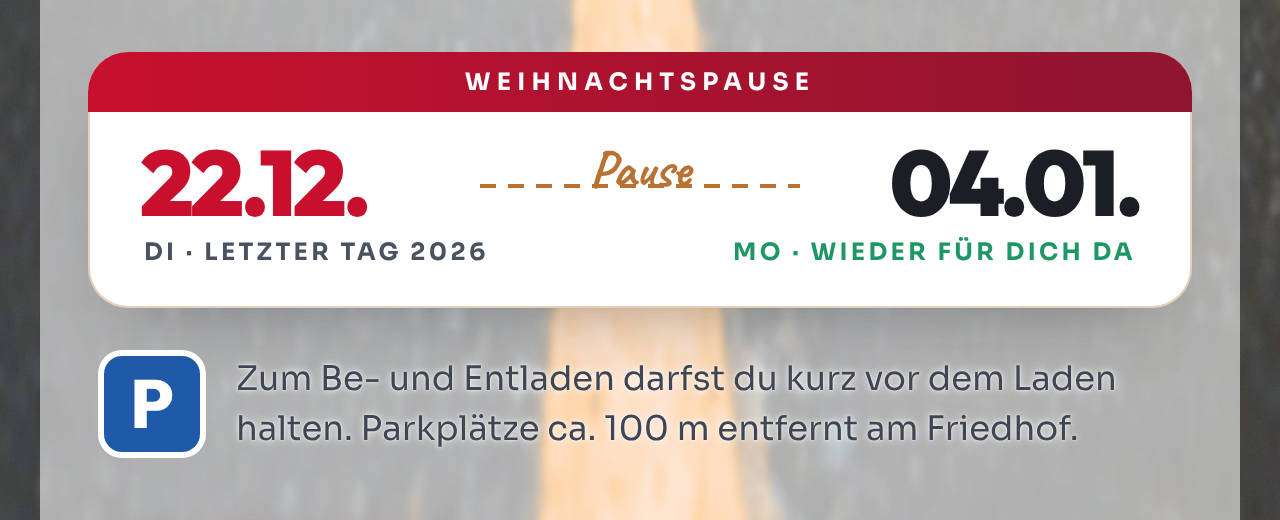 WEIHNACHTSPAUSE
22.12. Pause 04.01.
DI · LETZTER TAG 2026 MO · WIEDER FÜR DICH DA
P
Zum Be- und Entladen darfst du kurz vor dem Laden
halten. Parkplätze ca. 100 m entfernt am Friedhof.